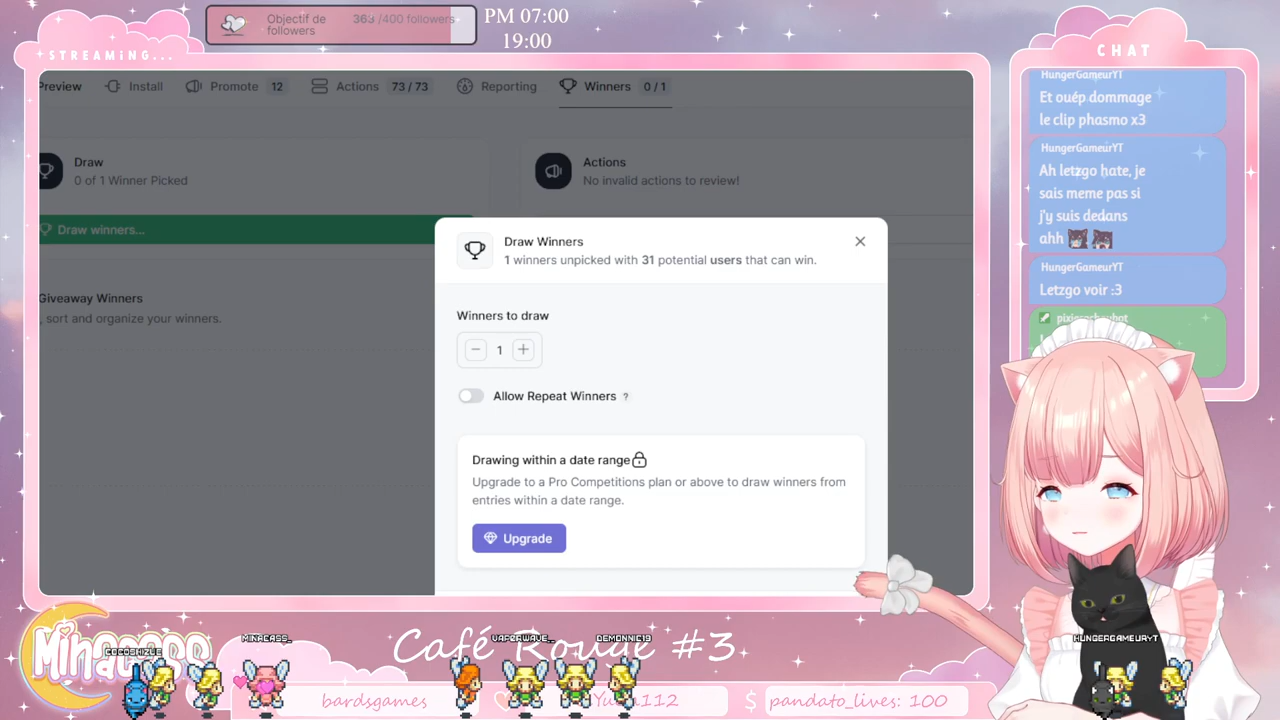 Objectif de followers
363 /400 followers
PM 07:00
19:00
STREAMiNG...
CHAT
Preview
Install
Promote 12
Actions 73 / 73
Reporting
Winners 0 / 1
Draw
0 of 1 Winner Picked
Actions
No invalid actions to review!
Draw winners...
Giveaway Winners
, sort and organize your winners.
Draw Winners
1 winners unpicked with 31 potential users that can win.
Winners to draw
1
Allow Repeat Winners ?
Drawing within a date range
Upgrade to a Pro Competitions plan or above to draw winners from
entries within a date range.
Upgrade
HungerGameurYT
Et ouép dommage
le clip phasmo x3
HungerGameurYT
Ah letzgo hate, je
sais meme pas si
j'y suis dedans
ahh
HungerGameurYT
Letzgo voir :3
Minacass
COCOSHIZUE
MINACASS_
Café Rouge #3
VAPORWAVE_
DEMONNIC19
HUNGERGAMEURYT
bardsgames
$ pandato_lives: 100